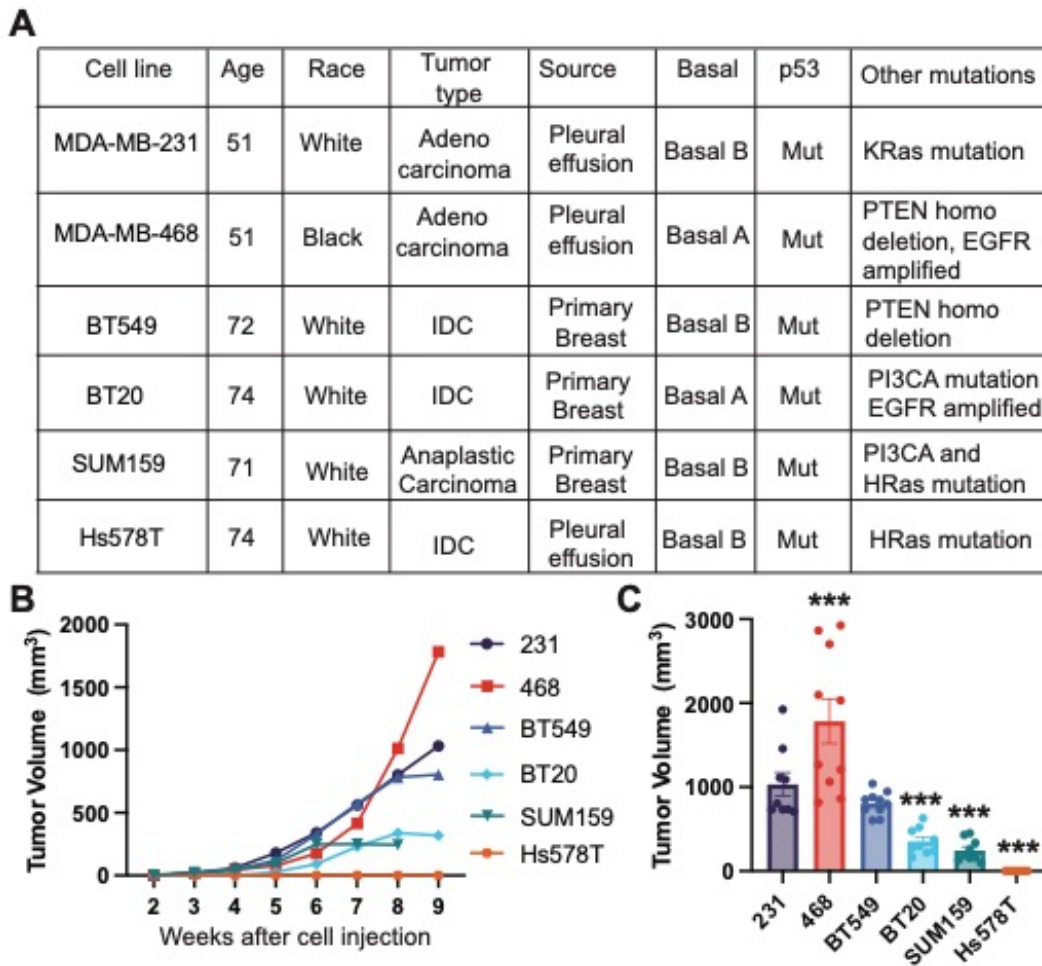 A
Cell line Age Race Tumor type Source Basal p53 Other mutations
MDA-MB-231 51 White Adeno carcinoma Pleural effusion Basal B Mut KRas mutation
MDA-MB-468 51 Black Adeno carcinoma Pleural effusion Basal A Mut PTEN homo deletion, EGFR amplified
BT549 72 White IDC Primary Breast Basal B Mut PTEN homo deletion
BT20 74 White IDC Primary Breast Basal A Mut PI3CA mutation EGFR amplified
SUM159 71 White Anaplastic Carcinoma Primary Breast Basal B Mut PI3CA and HRas mutation
Hs578T 74 White IDC Pleural effusion Basal B Mut HRas mutation
B
Tumor Volume (mm³)
2000
1500
1000
500
0
2 3 4 5 6 7 8 9
Weeks after cell injection
231
468
BT549
BT20
SUM159
Hs578T
C
Tumor Volume (mm³)
3000
2000
1000
0
***
***
***
***
231
468
BT549
BT20
SUM159
Hs578T